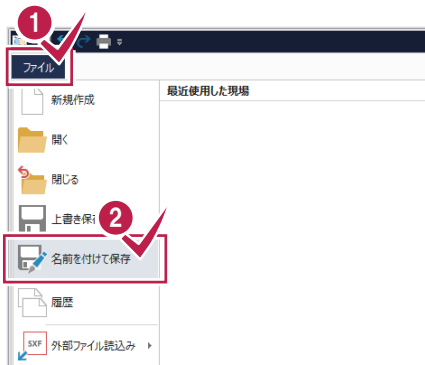 1
ファイル
最近使用した現場
新規作成
開く
閉じる
上書き保
2
名前を付けて保存
履歴
SXF 外部ファイル読込み